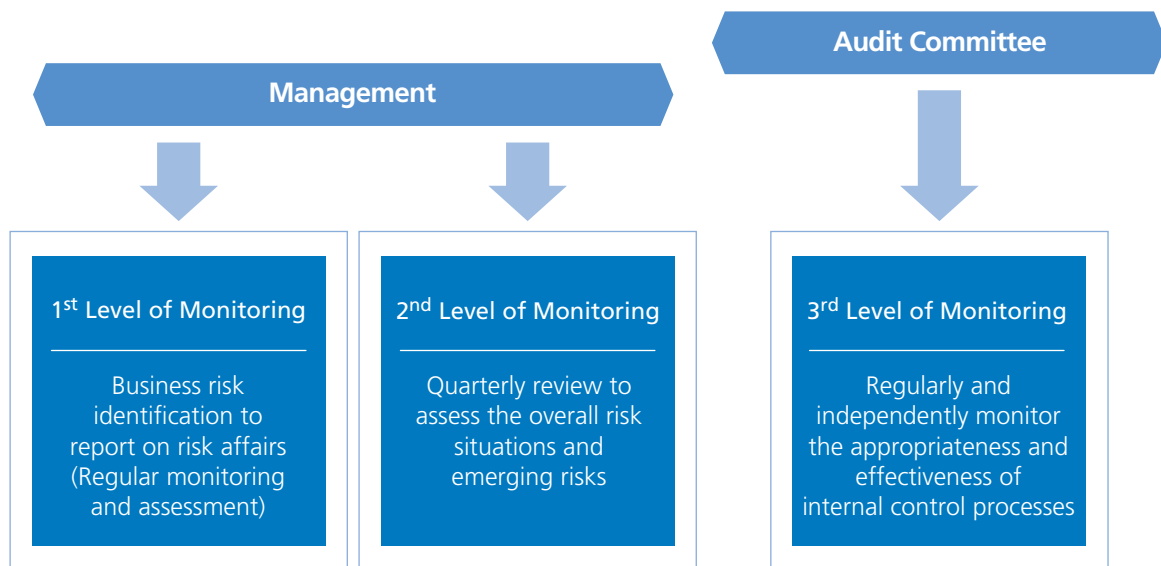 Audit Committee
Management
1st Level of Monitoring
Business risk
identification to
report on risk affairs
(Regular monitoring
and assessment)
2nd Level of Monitoring
Quarterly review to
assess the overall risk
situations and
emerging risks
3rd Level of Monitoring
Regularly and
independently monitor
the appropriateness and
effectiveness of
internal control processes